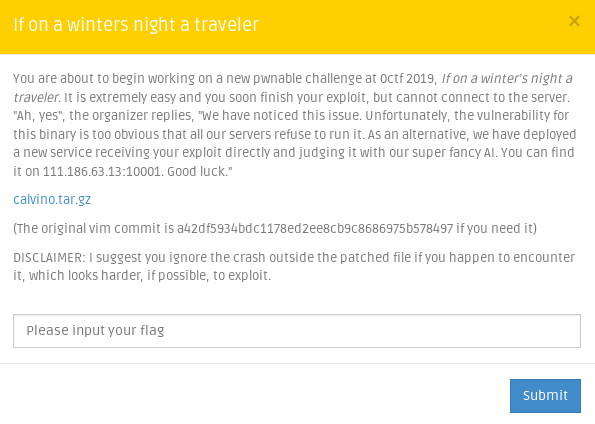 If on a winters night a traveler
×
You are about to begin working on a new pwnable challenge at 0ctf 2019, If on a winter's night a
traveler. It is extremely easy and you soon finish your exploit, but cannot connect to the server.
"Ah, yes", the organizer replies, "We have noticed this issue. Unfortunately, the vulnerability for
this binary is too obvious that all our servers refuse to run it. As an alternative, we have deployed
a new service receiving your exploit directly and judging it with our super fancy AI. You can find
it on 111.186.63.13:10001. Good luck."
calvino.tar.gz
(The original vim commit is a42df5934bdc1178ed2ee8cb9c8686975b578497 if you need it)
DISCLAIMER: I suggest you ignore the crash outside the patched file if you happen to encounter
it, which looks harder, if possible, to exploit.
Please input your flag
Submit